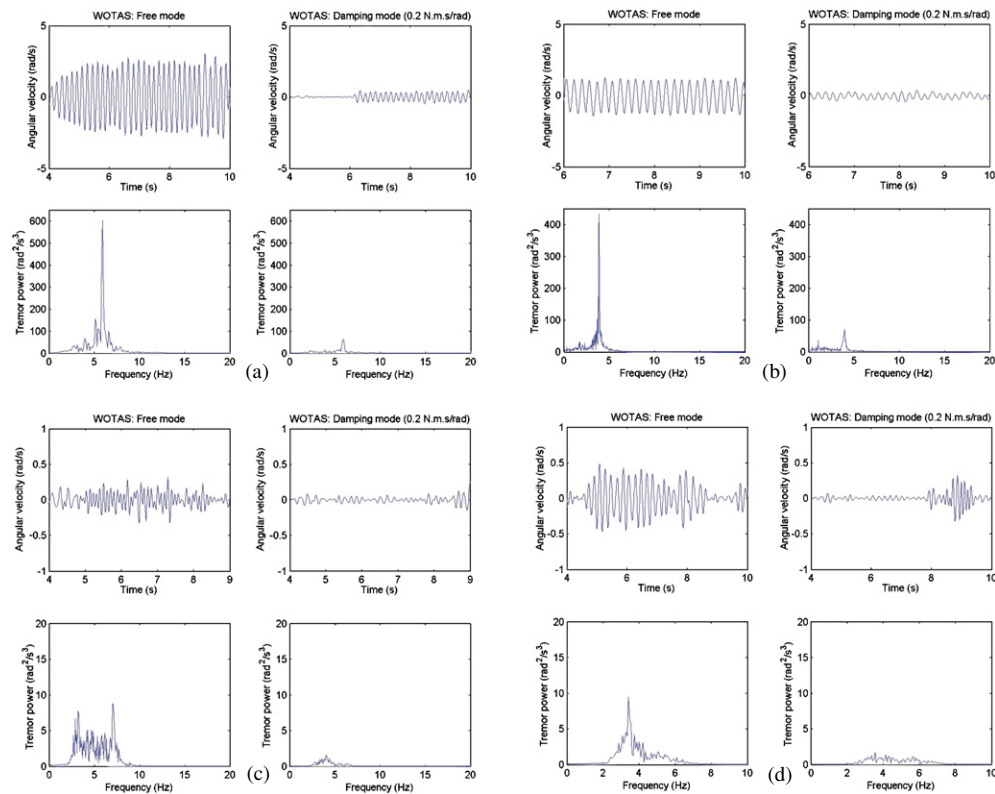 WOTAS: Free mode
5
0
-5
4 6 8 10
Angular velocity (rad/s)
Time (s)
WOTAS: Damping mode (0.2 N.m.s/rad)
5
0
-5
4 6 8 10
Angular velocity (rad/s)
Time (s)
600
500
400
300
200
100
0
0 5 10 15 20
Tremor power (rad²/s³)
Frequency (Hz)
600
500
400
300
200
100
0
0 5 10 15 20
Tremor power (rad²/s³)
Frequency (Hz)
(a)
WOTAS: Free mode
5
0
-5
6 7 8 9 10
Angular velocity (rad/s)
Time (s)
WOTAS: Damping mode (0.2 N.m.s/rad)
5
0
-5
6 7 8 9 10
Angular velocity (rad/s)
Time (s)
400
300
200
100
0
0 5 10 15 20
Tremor power (rad²/s³)
Frequency (Hz)
400
300
200
100
0
0 5 10 15 20
Tremor power (rad²/s³)
Frequency (Hz)
(b)
WOTAS: Free mode
1
0.5
0
-0.5
-1
4 5 6 7 8 9
Angular velocity (rad/s)
Time (s)
WOTAS: Damping mode (0.2 N.m.s/rad)
1
0.5
0
-0.5
-1
4 5 6 7 8 9
Angular velocity (rad/s)
Time (s)
20
15
10
5
0
0 5 10 15 20
Tremor power (rad²/s³)
Frequency (Hz)
20
15
10
5
0
0 5 10 15 20
Tremor power (rad²/s³)
Frequency (Hz)
(c)
WOTAS: Free mode
1
0.5
0
-0.5
-1
4 6 8 10
Angular velocity (rad/s)
Time (s)
WOTAS: Damping mode (0.2 N.m.s/rad)
1
0.5
0
-0.5
-1
4 6 8 10
Angular velocity (rad/s)
Time (s)
20
15
10
5
0
0 2 4 6 8 10
Tremor power (rad²/s³)
Frequency (Hz)
20
15
10
5
0
0 2 4 6 8 10
Tremor power (rad²/s³)
Frequency (Hz)
(d)